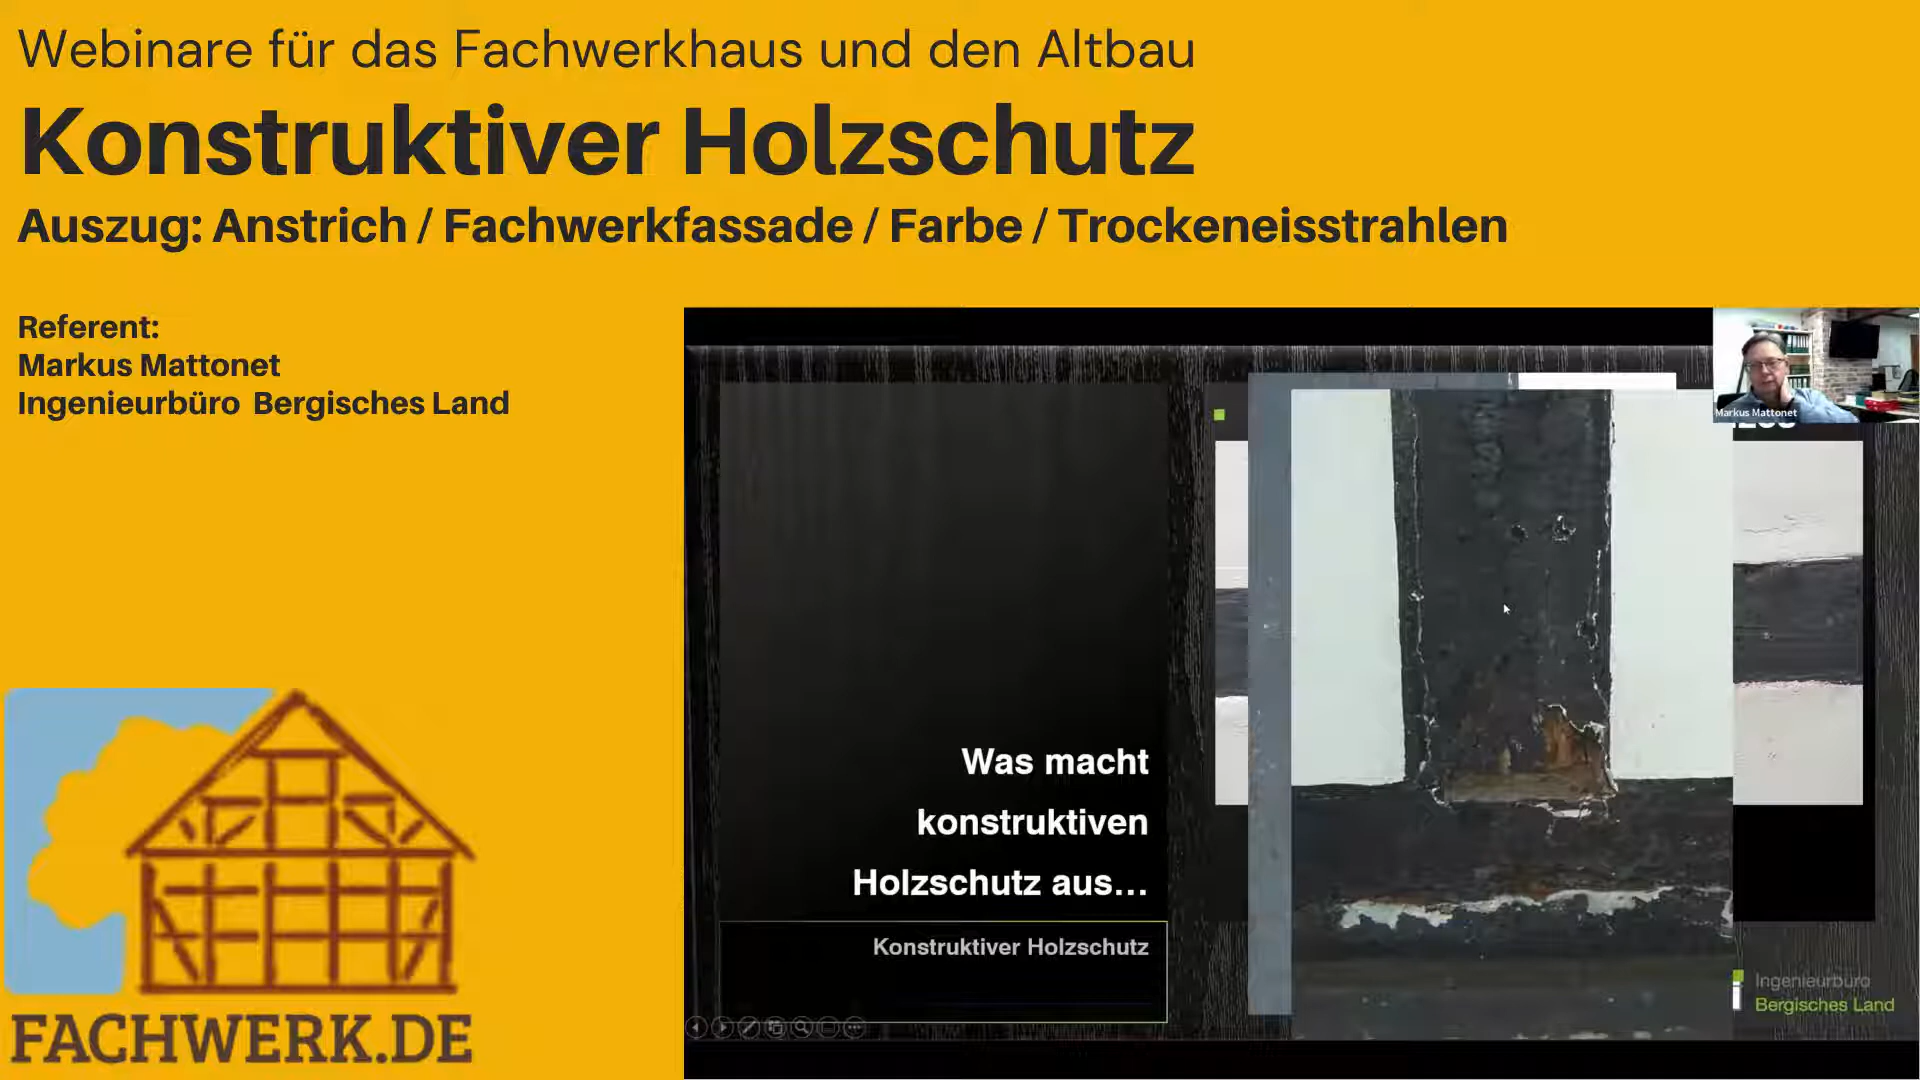 Webinare für das Fachwerkhaus und den Altbau
Konstruktiver Holzschutz
Auszug: Anstrich / Fachwerkfassade / Farbe / Trockeneisstrahlen
Referent:
Markus Mattonet
Ingenieurbüro Bergisches Land
Markus Mattonet
Was macht
konstruktiven
Holzschutz aus...
Konstruktiver Holzschutz
Ingenieurbüro
Bergisches Land
FACHWERK.DE